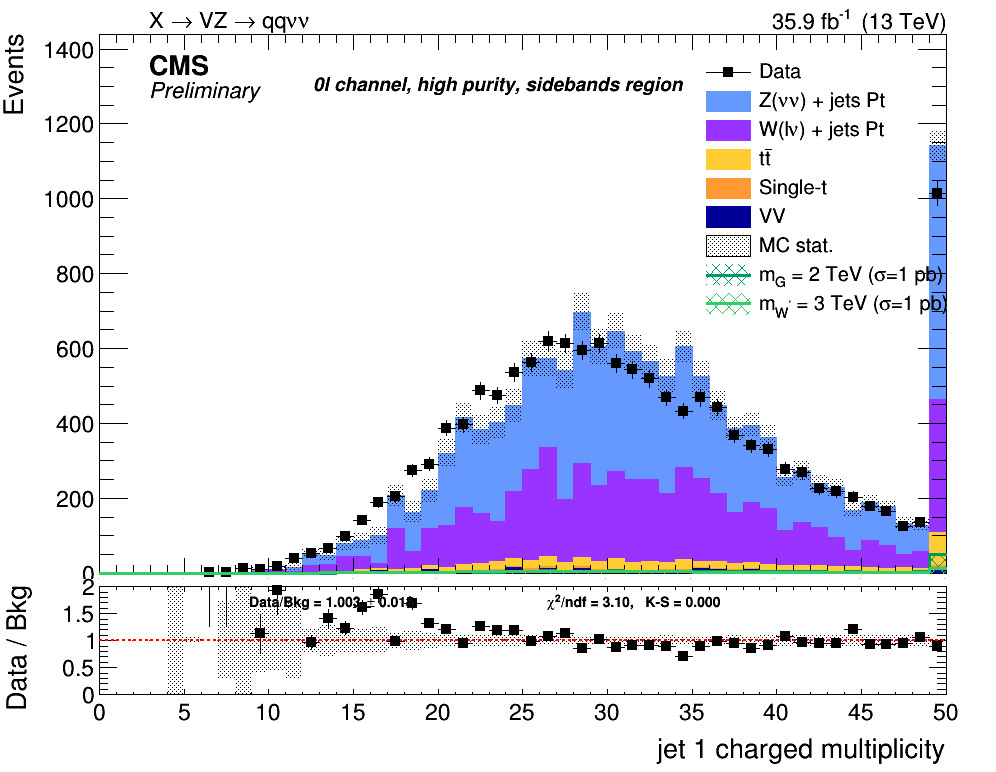 X → VZ → qqνν
35.9 fb⁻¹ (13 TeV)
Events
1400
1200
1000
800
600
400
200
0
CMS
Preliminary
0l channel, high purity, sidebands region
Data
Z(νν) + jets Pt
W(lν) + jets Pt
tt̄
Single-t
VV
MC stat.
m_G = 2 TeV (σ=1 pb)
m_W' = 3 TeV (σ=1 pb)
Data / Bkg
2
1.5
1
0.5
0
Data/Bkg = 1.003 ±
χ²/ndf = 3.10, K-S = 0.000
0 5 10 15 20 25 30 35 40 45 50
jet 1 charged multiplicity